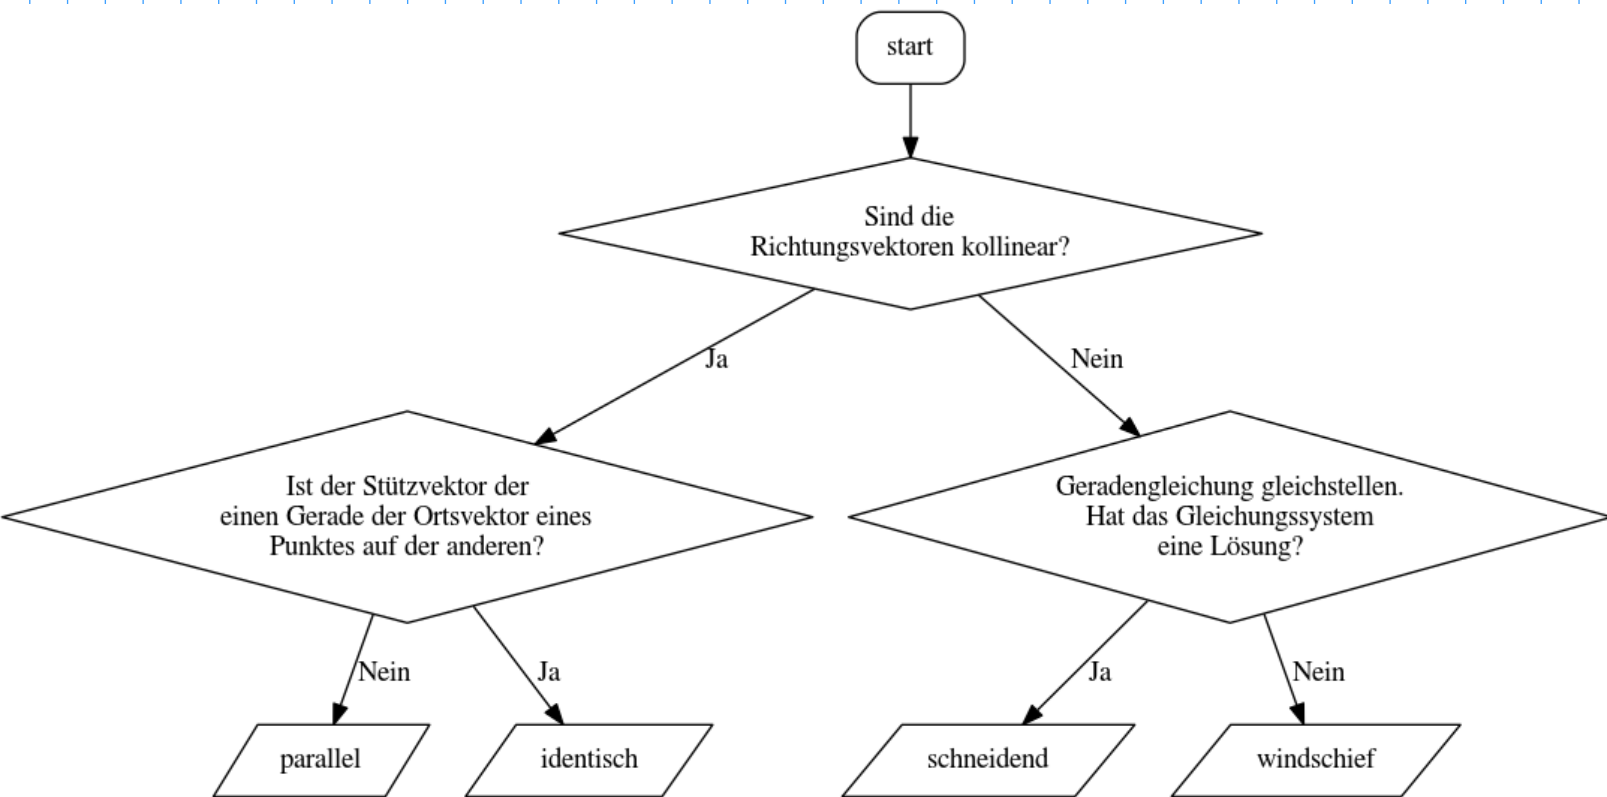 start
Sind die
Richtungsvektoren kollinear?
Ja
Nein
Ist der Stützvektor der
einen Gerade der Ortsvektor eines
Punktes auf der anderen?
Geradengleichung gleichstellen.
Hat das Gleichungssystem
eine Lösung?
Nein
Ja
Ja
Nein
parallel
identisch
schneidend
windschief